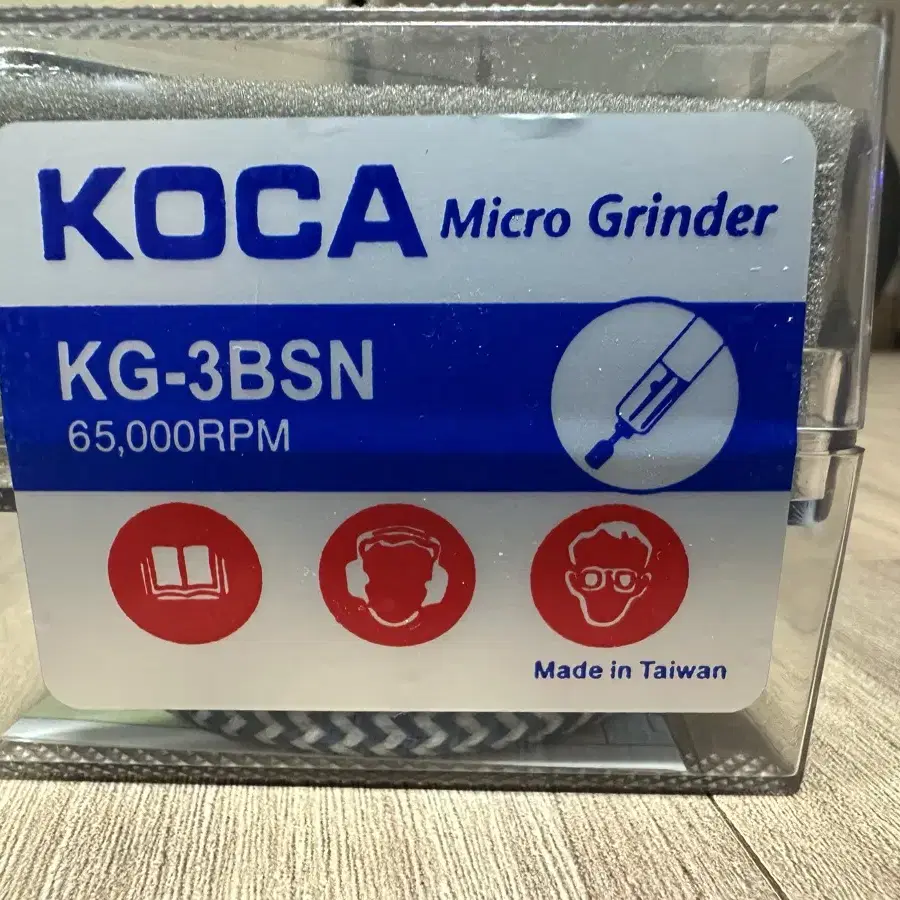 KOCA Micro Grinder
KG-3BSN
65,000RPM
Made in Taiwan